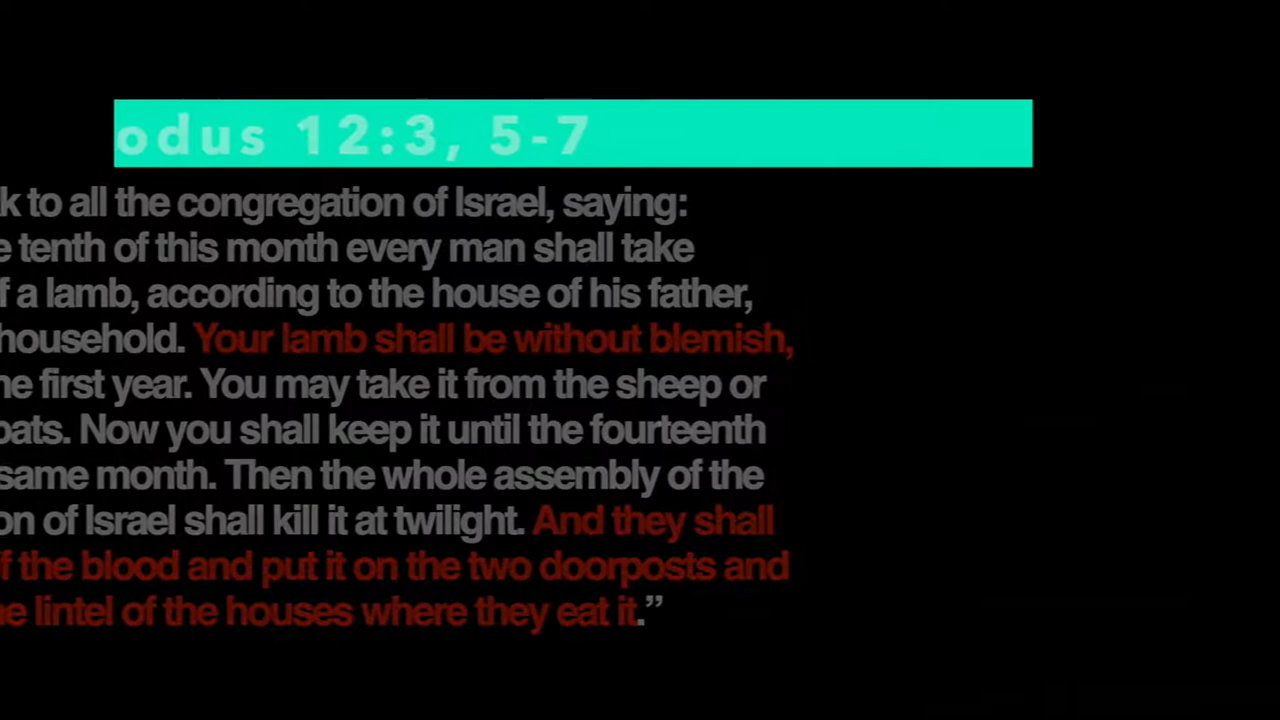 odus 12:3, 5-7
k to all the congregation of Israel, saying:
e tenth of this month every man shall take
f a lamb, according to the house of his father,
household. Your lamb shall be without blemish,
he first year. You may take it from the sheep or
oats. Now you shall keep it until the fourteenth
same month. Then the whole assembly of the
on of Israel shall kill it at twilight. And they shall
f the blood and put it on the two doorposts and
he lintel of the houses where they eat it.”